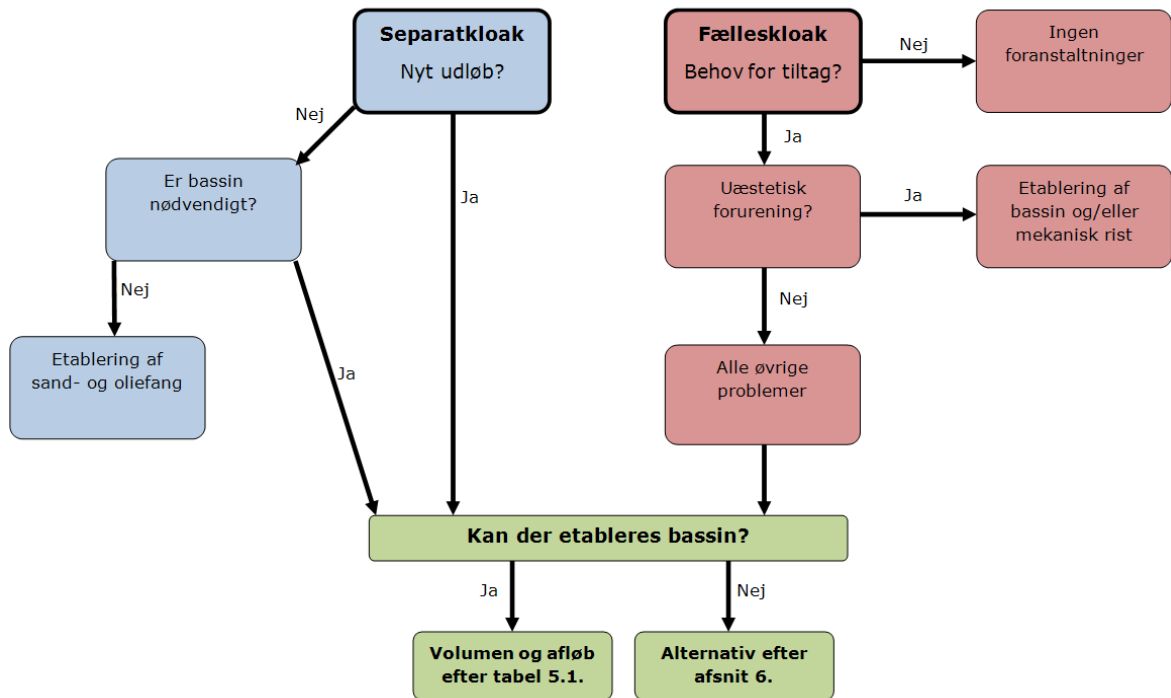 Separatkloak
Nyt udløb?
Fælleskloak
Behov for tiltag?
Nej
Ingen
foranstaltninger
Nej
Ja
Er bassin
nødvendigt?
Ja
Uæstetisk
forurening?
Ja
Etablering af
bassin og/eller
mekanisk rist
Nej
Nej
Etablering af
sand- og oliefang
Ja
Alle øvrige
problemer
Kan der etableres bassin?
Ja
Nej
Volumen og afløb
efter tabel 5.1.
Alternativ efter
afsnit 6.